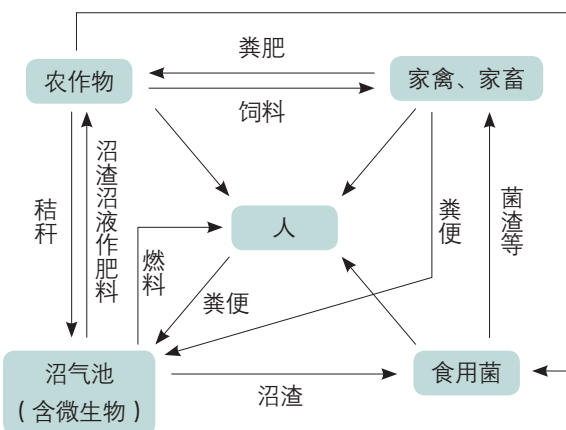 粪肥
农作物
家禽、家畜
饲料
秸秆
沼渣沼液作肥料
燃料
人
粪便
粪便
菌渣等
沼气池
（含微生物）
沼渣
食用菌